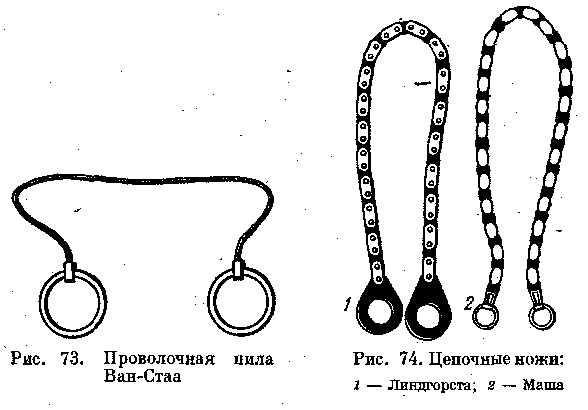 1
2
Рис. 73. Проволочная пила
Ван-Стаа
Рис. 74. Цепочные ножи:
1 — Линдгорста; 2 — Маша